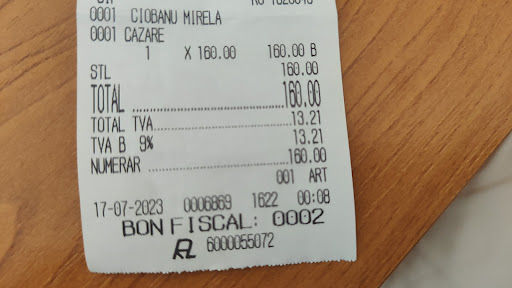 0001 CIOBANU MIRELA
0001 CAZARE
1 X 160.00 160.00 B
STL 160.00
TOTAL ........................ 160.00
TOTAL TVA........................ 13.21
TVA B 9% ........................ 13.21
NUMERAR ........................ 160.00
001 ART
17-07-2023 0006869 1622 00:08
BON FISCAL: 0002
6000055072